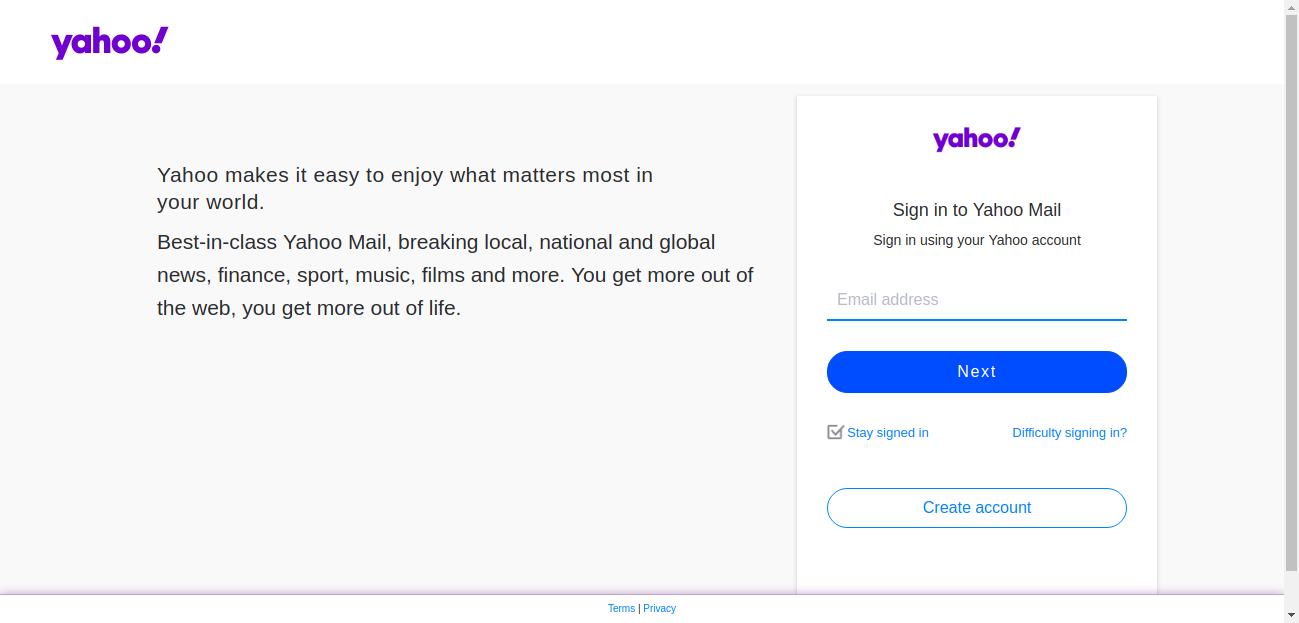 yahoo!
Yahoo makes it easy to enjoy what matters most in
your world.
Best-in-class Yahoo Mail, breaking local, national and global
news, finance, sport, music, films and more. You get more out of
the web, you get more out of life.
yahoo!
Sign in to Yahoo Mail
Sign in using your Yahoo account
Email address
Next
Stay signed in
Difficulty signing in?
Create account
Terms | Privacy